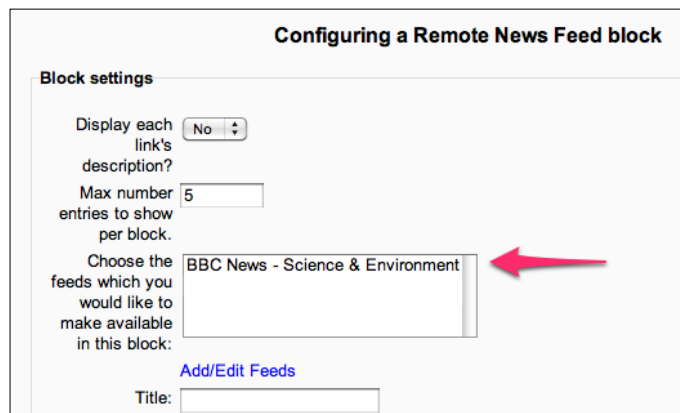 Configuring a Remote News Feed block
Block settings
Display each
link's
description?
No
Max number
entries to show
per block.
5
Choose the
feeds which you
would like to
make available
in this block:
BBC News - Science & Environment
Add/Edit Feeds
Title: